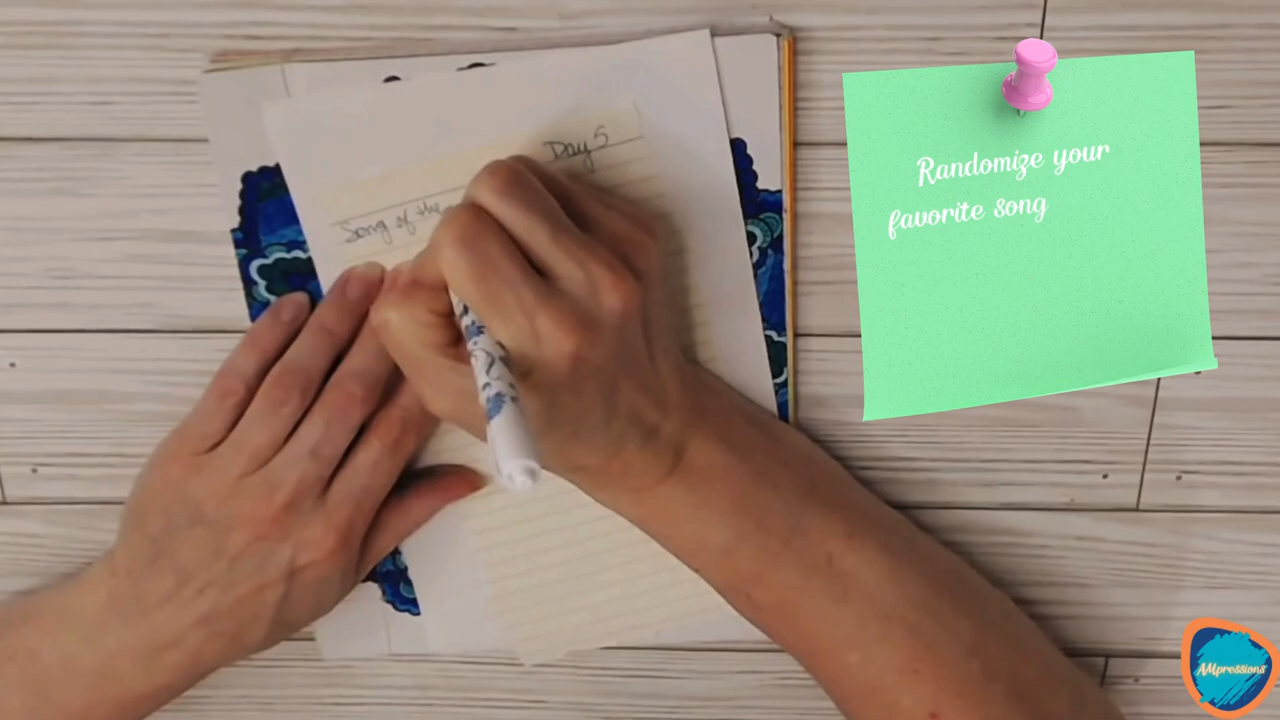 Day 5
Song of the
Randomize your
favorite song
AMpressions